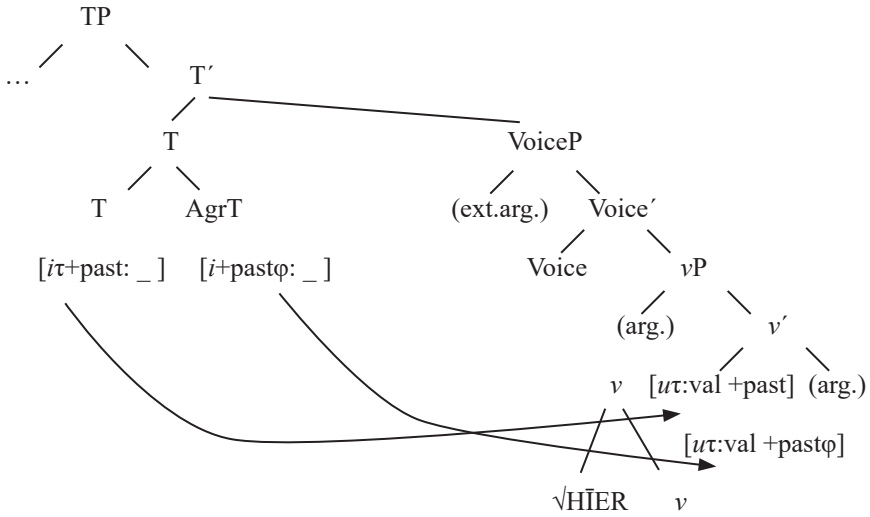 TP
… T´
T VoiceP
T AgrT (ext.arg.) Voice´
[iτ+past: _ ] [i+pastφ: _ ] Voice vP
(arg.) v´
v [uτ:val +past] (arg.)
[uτ:val +pastφ]
√HĪER v